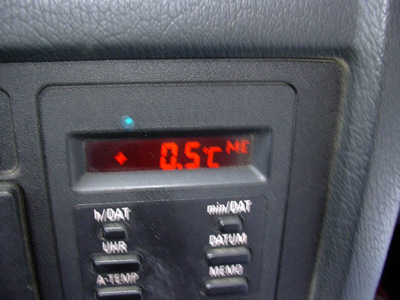 0.5°C ME
h/DAT min/DAT
UHR DATUM
A-TEMP MEMO